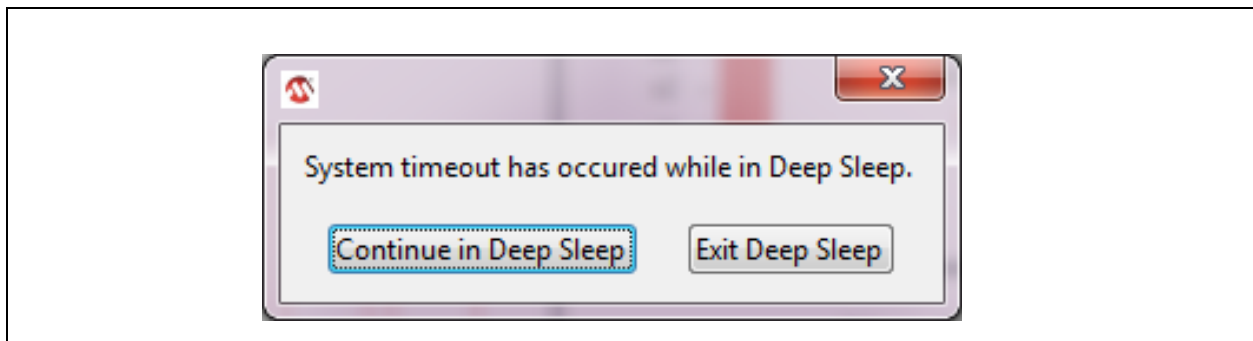 System timeout has occured while in Deep Sleep.
Continue in Deep Sleep Exit Deep Sleep